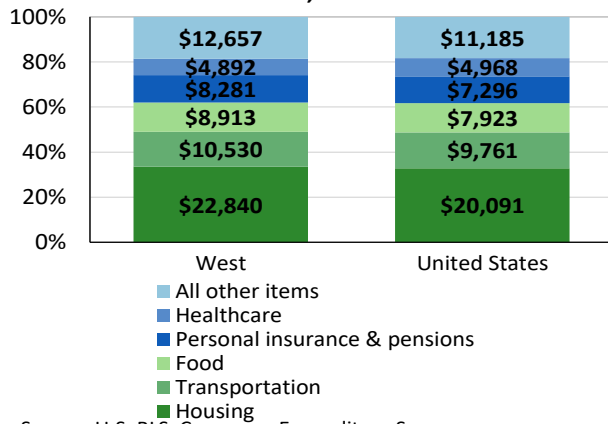 100%
80%
60%
40%
20%
0%
$12,657
$4,892
$8,281
$8,913
$10,530
$22,840
$11,185
$4,968
$7,296
$7,923
$9,761
$20,091
West
United States
All other items
Healthcare
Personal insurance & pensions
Food
Transportation
Housing